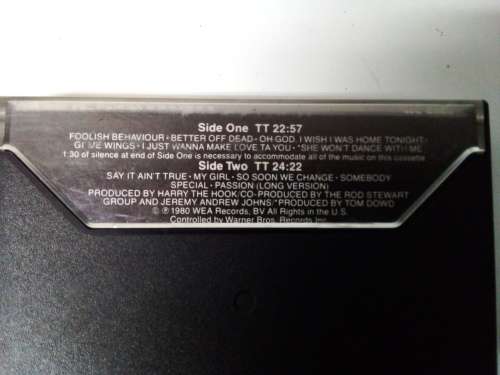 Side One TT 22:57
FOOLISH BEHAVIOUR • BETTER OFF DEAD • OH GOD, I WISH I WAS HOME TONIGHT •
GI ME WINGS • I JUST WANNA MAKE LOVE TA YOU • *SHE WON'T DANCE WITH ME
1:30 of silence at end of Side One is necessary to accommodate all of the music on this cassette
Side Two TT 24:22
SAY IT AIN'T TRUE • MY GIRL • SO SOON WE CHANGE • SOMEBODY
SPECIAL • PASSION (LONG VERSION)
PRODUCED BY HARRY THE HOOK/CO-PRODUCED BY THE ROD STEWART
GROUP AND JEREMY ANDREW JOHNS/*PRODUCED BY TOM DOWD
© ℗ 1980 WEA Records, BV All Rights in the U.S.
Controlled by Warner Bros. Records Inc.